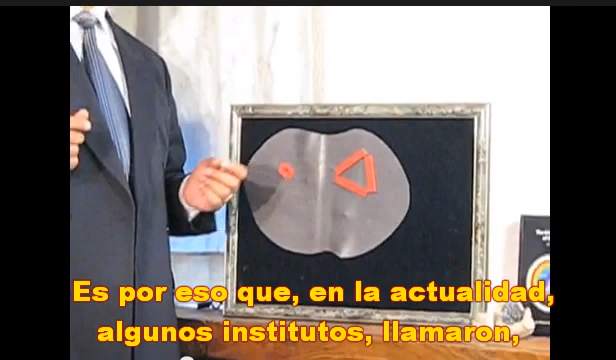 Es por eso que, en la actualidad,
algunos institutos, llamaron,